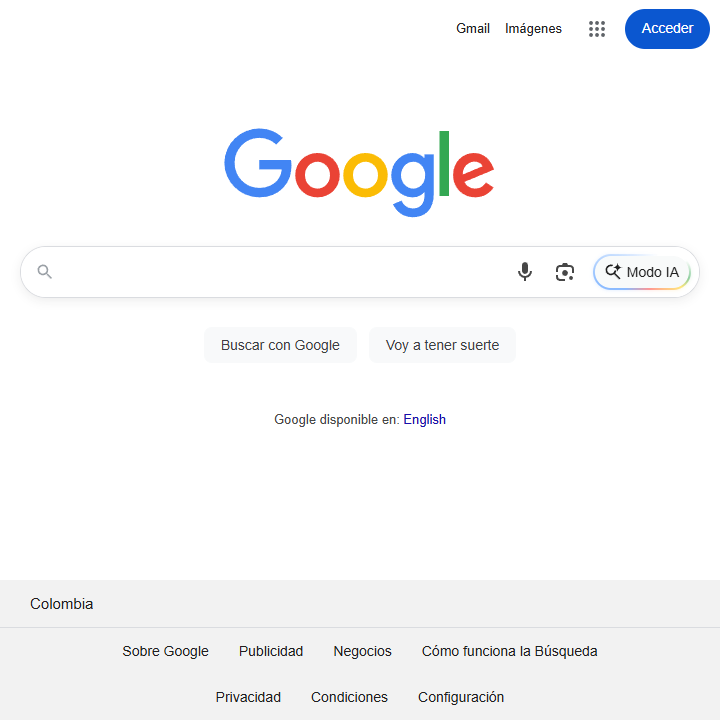 Gmail Imágenes Acceder
Google
Modo IA
Buscar con Google Voy a tener suerte
Google disponible en: English
Colombia
Sobre Google Publicidad Negocios Cómo funciona la Búsqueda
Privacidad Condiciones Configuración